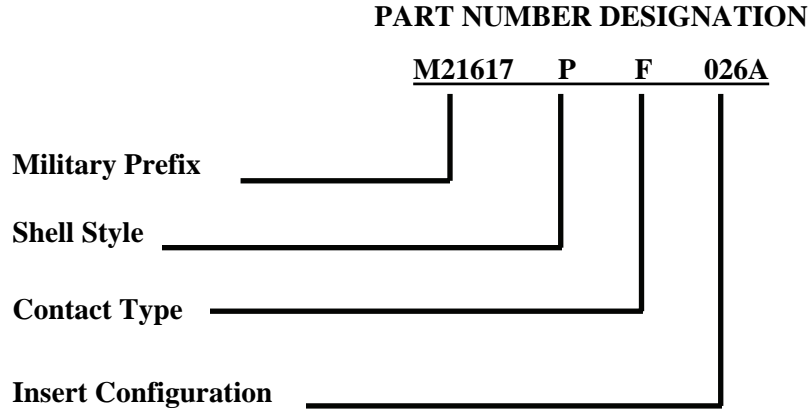 PART NUMBER DESIGNATION
M21617 P F 026A
Military Prefix
Shell Style
Contact Type
Insert Configuration